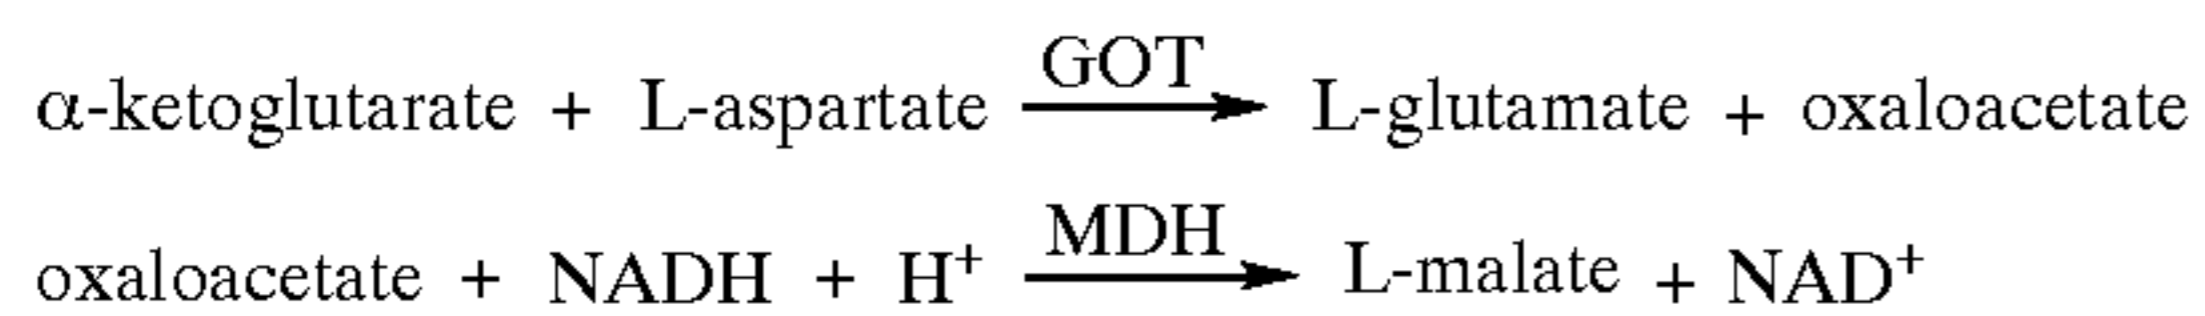 α-ketoglutarate + L-aspartate GOT L-glutamate + oxaloacetate
oxaloacetate + NADH + H⁺ MDH L-malate + NAD⁺